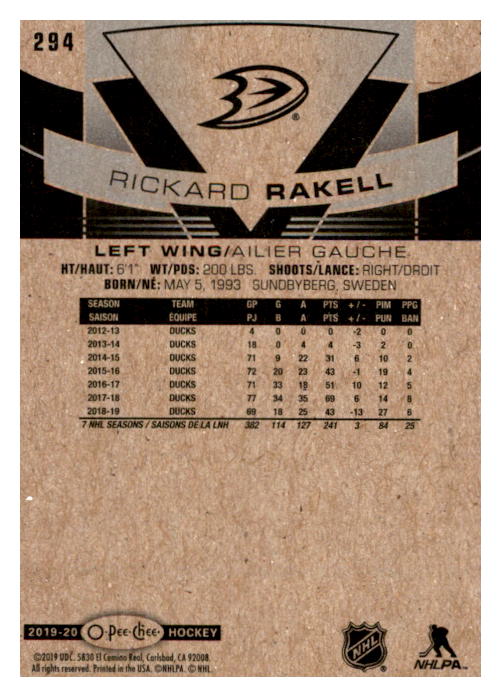 294
RICKARD RAKELL
LEFT WING/AILIER GAUCHE
HT/HAUT: 6'1" WT/PDS: 200 LBS. SHOOTS/LANCE: RIGHT/DROIT
BORN/NÉ: MAY 5, 1993 SUNDBYBERG, SWEDEN
SEASON TEAM GP G A PTS +/- PIM PPG
SAISON ÉQUIPE PJ B A PTS +/- PUN BAN
2012-13 DUCKS 4 0 0 0 -2 0 0
2013-14 DUCKS 18 0 4 4 -3 2 0
2014-15 DUCKS 71 9 22 31 6 10 2
2015-16 DUCKS 72 20 23 43 -1 19 4
2016-17 DUCKS 71 33 18 51 10 12 5
2017-18 DUCKS 77 34 35 69 6 14 8
2018-19 DUCKS 69 18 25 43 -13 27 6
7 NHL SEASONS / SAISONS DE LA LNH 382 114 127 241 3 84 25
2019-20 O-Pee-Chee HOCKEY
©2019 UDC. 5830 El Camino Real, Carlsbad, CA 92008.
All rights reserved. Printed in the USA. ©NHLPA. © NHL
NHL
NHLPA